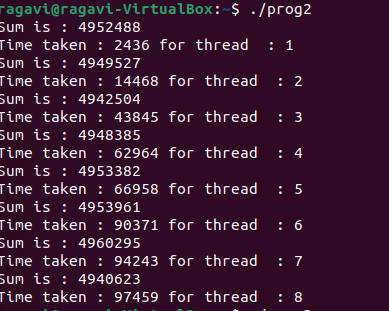 ragavi@ragavi-VirtualBox:~$ ./prog2
Sum is : 4952488
Time taken : 2436 for thread  : 1
Sum is : 4949527
Time taken : 14468 for thread  : 2
Sum is : 4942504
Time taken : 43845 for thread  : 3
Sum is : 4948385
Time taken : 62964 for thread  : 4
Sum is : 4953382
Time taken : 66958 for thread  : 5
Sum is : 4953961
Time taken : 90371 for thread  : 6
Sum is : 4960295
Time taken : 94243 for thread  : 7
Sum is : 4940623
Time taken : 97459 for thread  : 8